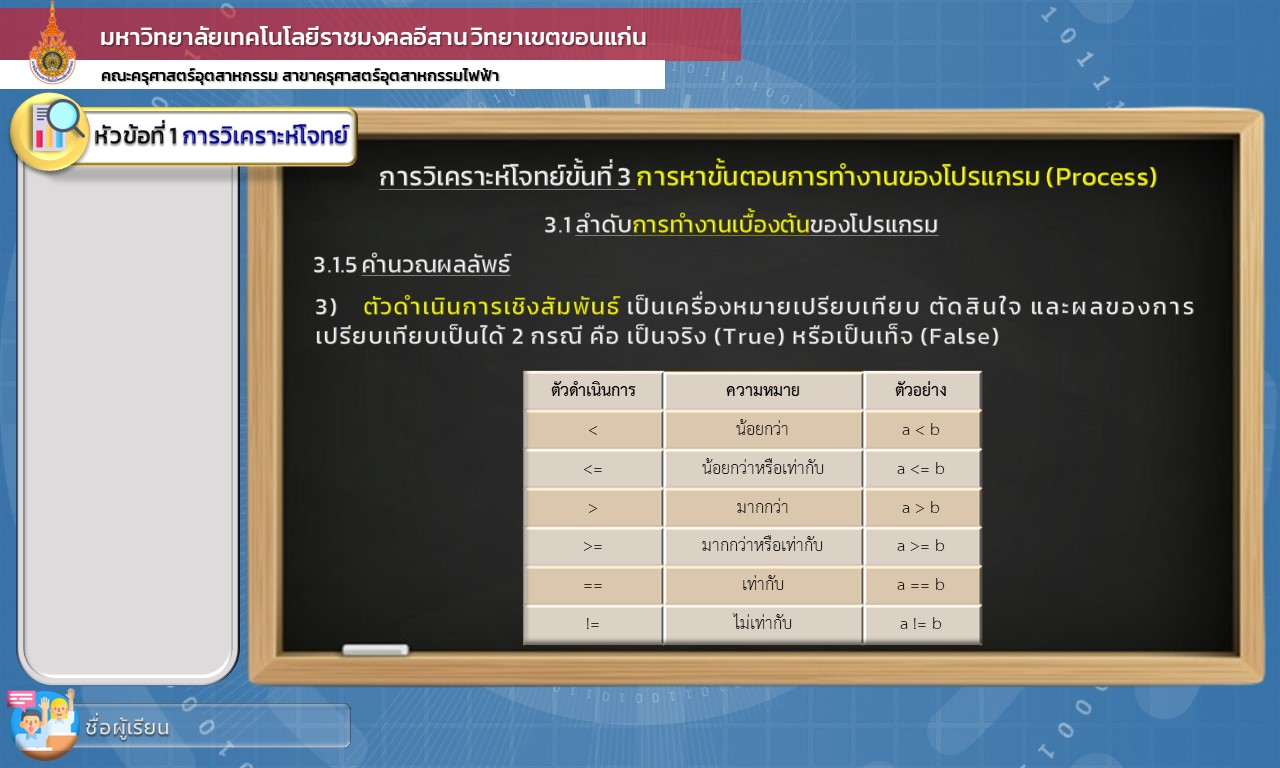 มหาวิทยาลัยเทคโนโลยีราชมงคลอีสาน วิทยาเขตขอนแก่น
คณะครุศาสตร์อุตสาหกรรม สาขาครุศาสตร์อุตสาหกรรมไฟฟ้า
หัวข้อที่ 1 การวิเคราะห์โจทย์
การวิเคราะห์โจทย์ขั้นที่ 3 การหาขั้นตอนการทำงานของโปรแกรม (Process)
3.1 ลำดับการทำงานเบื้องต้นของโปรแกรม
3.1.5 คำนวณผลลัพธ์
3) ตัวดำเนินการเชิงสัมพันธ์ เป็นเครื่องหมายเปรียบเทียบ ตัดสินใจ และผลของการ
เปรียบเทียบเป็นได้ 2 กรณี คือ เป็นจริง (True) หรือเป็นเท็จ (False)
ตัวดำเนินการ ความหมาย ตัวอย่าง
< น้อยกว่า a < b
<= น้อยกว่าหรือเท่ากับ a <= b
> มากกว่า a > b
>= มากกว่าหรือเท่ากับ a >= b
== เท่ากับ a == b
!= ไม่เท่ากับ a != b
ชื่อผู้เรียน